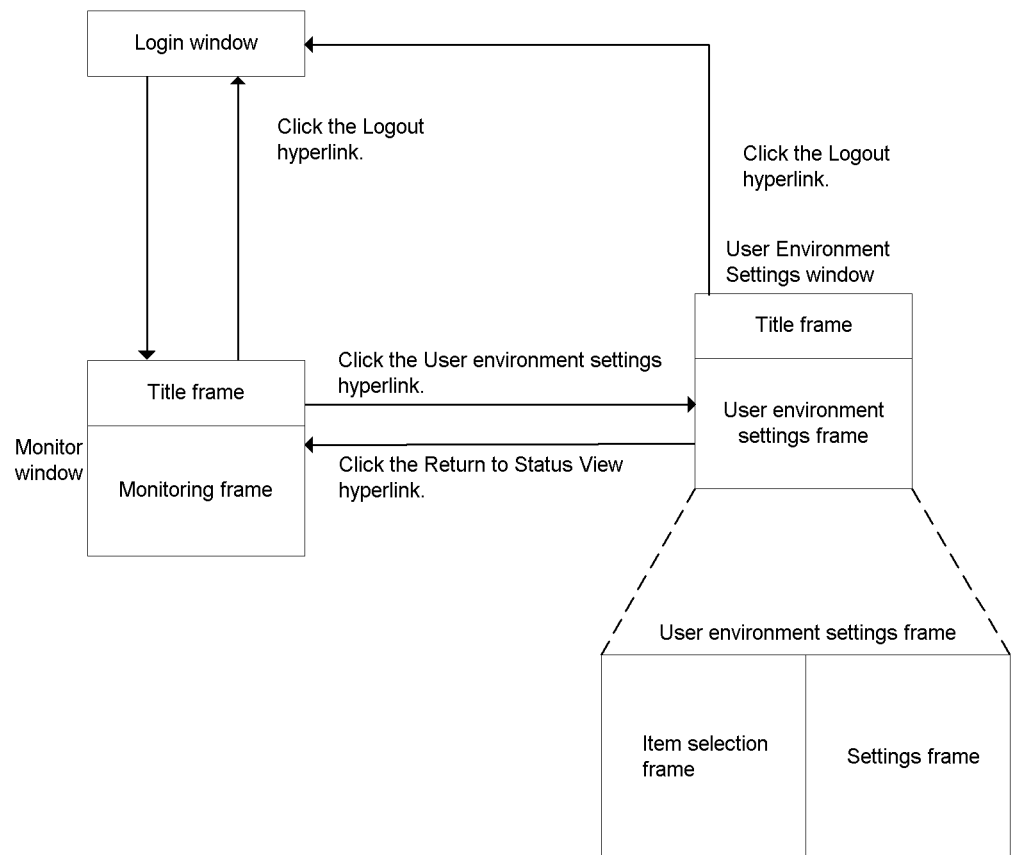 Login window
Click the Logout
hyperlink.
Click the Logout
hyperlink.
User Environment
Settings window
Title frame
User environment
settings frame
Click the User environment settings
hyperlink.
Title frame
Monitor
window
Monitoring frame
Click the Return to Status View
hyperlink.
User environment settings frame
Item selection
frame
Settings frame